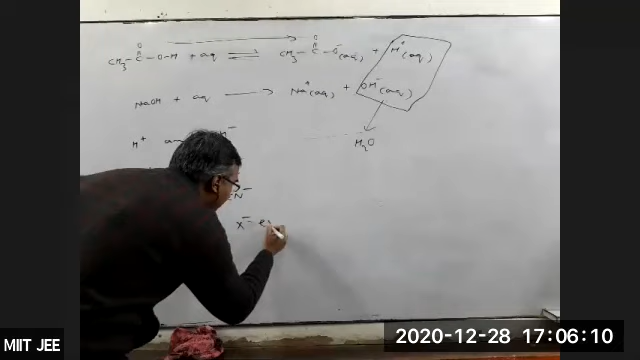 CH₃ — C(=O) — O–H + aq ⇌ CH₃ — C(=O) — O⁻(aq) + H⁺(aq)
NaOH + aq ⟶ Na⁺(aq) + OH⁻(aq)
H⁺
H₂O
CN⁻
X⁻
MIIT JEE
2020-12-28 17:06:10